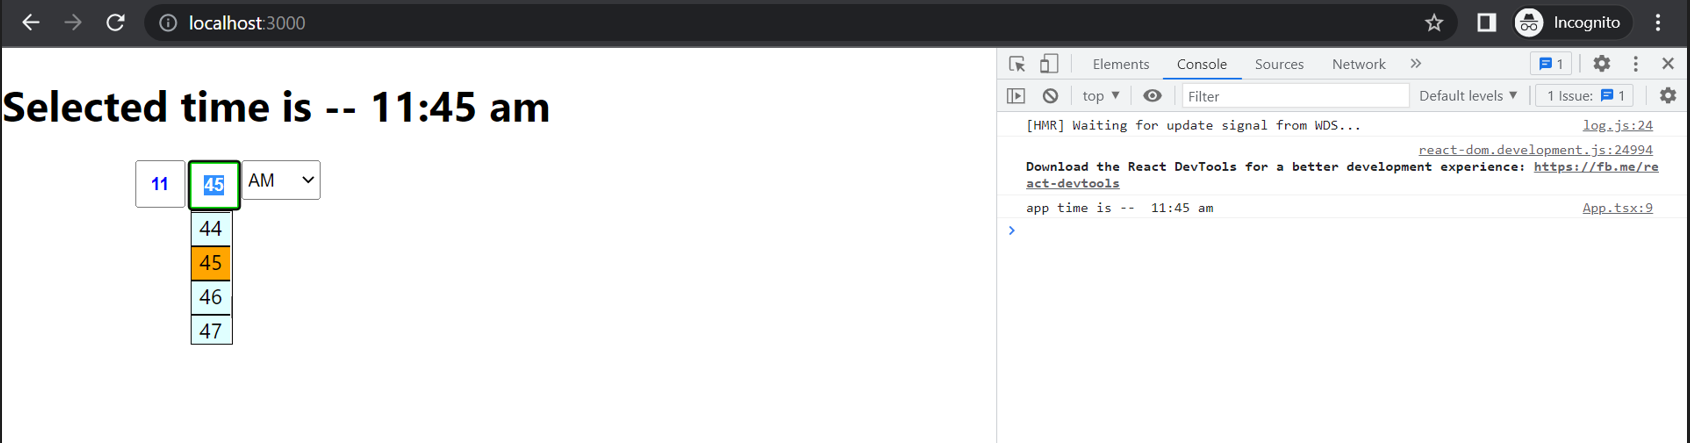 localhost:3000
Incognito
Selected time is -- 11:45 am
11
45
AM
44
45
46
47
Elements
Console
Sources
Network
1
top
Filter
Default levels
1 Issue: 1
[HMR] Waiting for update signal from WDS... log.js:24
react-dom.development.js:24994
Download the React DevTools for a better development experience: https://fb.me/re
act-devtools
app time is --  11:45 am App.tsx:9